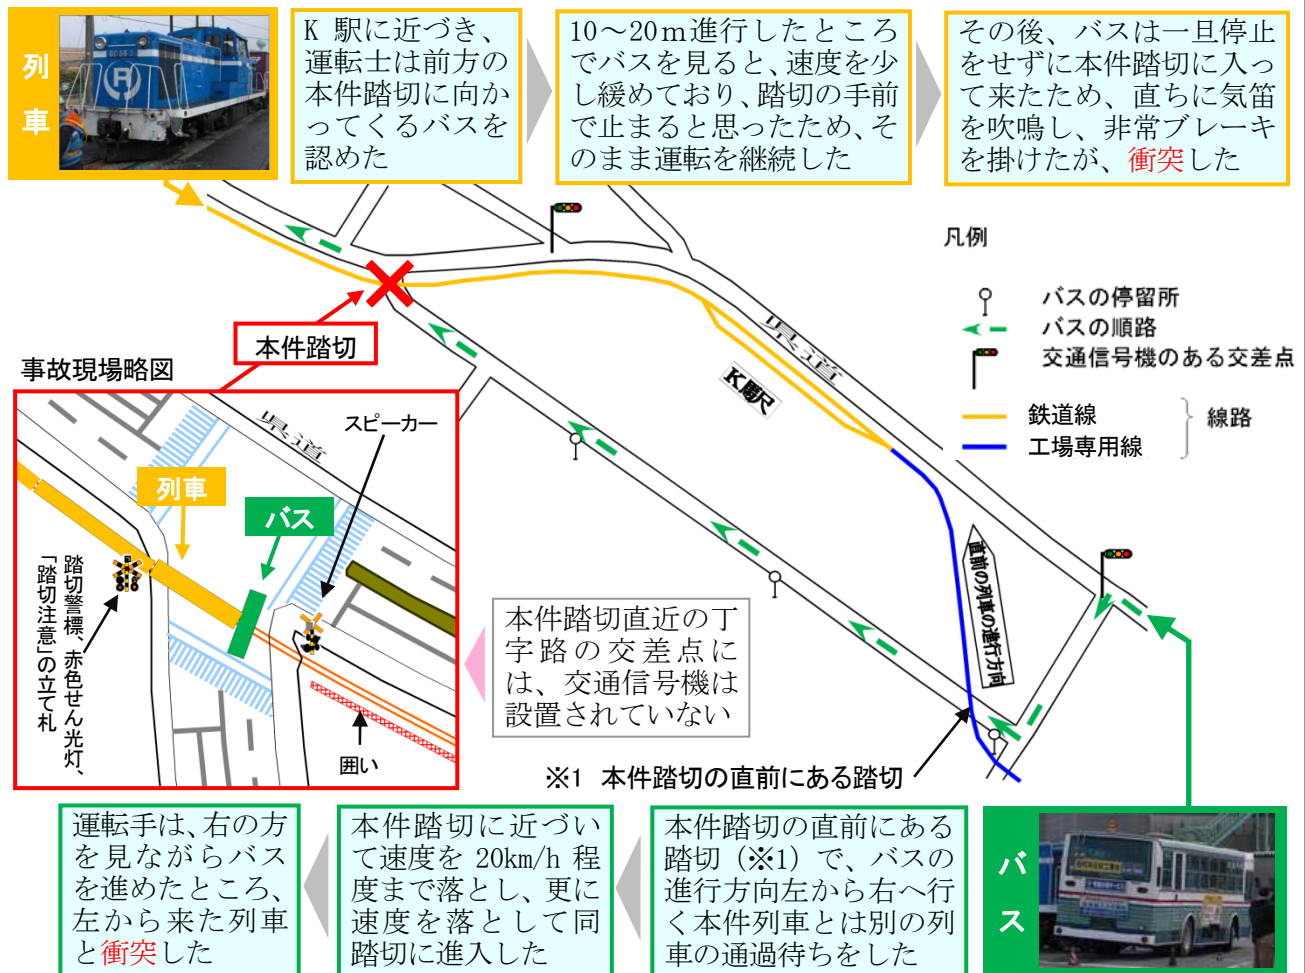 列
車
K 駅に近づき、
運転士は前方の
本件踏切に向か
ってくるバスを
認めた
10～20ｍ進行したところ
でバスを見ると、速度を少
し緩めており、踏切の手前
で止まると思ったため、そ
のまま運転を継続した
その後、バスは一旦停止
をせずに本件踏切に入っ
て来たため、直ちに気笛
を吹鳴し、非常ブレーキ
を掛けたが、衝突した
凡例
バスの停留所
バスの順路
交通信号機のある交差点
鉄道線
工場専用線
線路
県道
K駅
本件踏切
事故現場略図
県道
スピーカー
列車
バス
踏切警標、赤色せん光灯、
「踏切注意」の立て札
囲い
直前の列車の進行方向
本件踏切直近の丁
字路の交差点に
は、交通信号機は
設置されていない
※1 本件踏切の直前にある踏切
運転手は、右の方
を見ながらバス
を進めたところ、
左から来た列車
と衝突した
本件踏切に近づい
て速度を 20km/h 程
度まで落とし、更に
速度を落として同
踏切に進入した
本件踏切の直前にある
踏切（※1）で、バスの
進行方向左から右へ行
く本件列車とは別の列
車の通過待ちをした
バ
ス